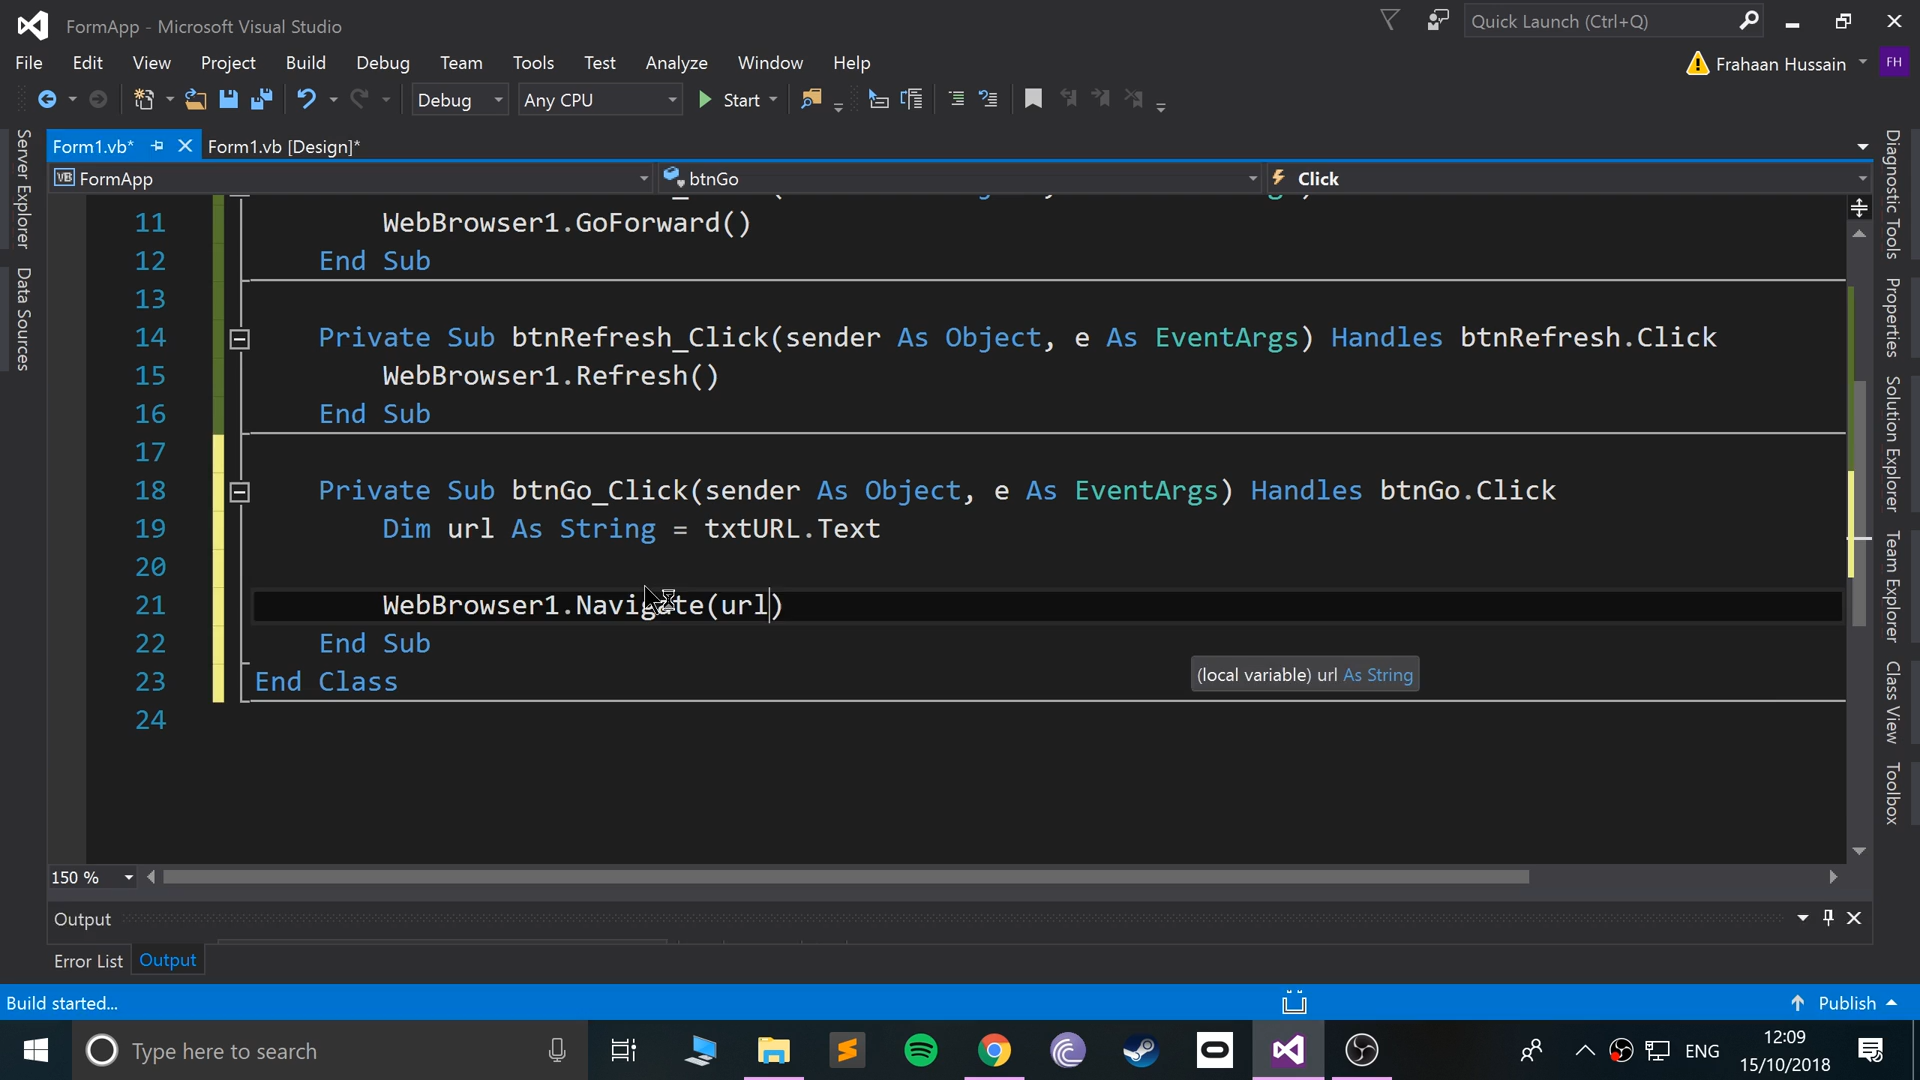 FormApp - Microsoft Visual Studio
Quick Launch (Ctrl+Q)
File Edit View Project Build Debug Team Tools Test Analyze Window Help
Frahaan Hussain FH
Debug Any CPU Start
Form1.vb* Form1.vb [Design]*
VB FormApp btnGo Click
Server Explorer
Data Sources
11 WebBrowser1.GoForward()
12 End Sub
13
14 Private Sub btnRefresh_Click(sender As Object, e As EventArgs) Handles btnRefresh.Click
15 WebBrowser1.Refresh()
16 End Sub
17
18 Private Sub btnGo_Click(sender As Object, e As EventArgs) Handles btnGo.Click
19 Dim url As String = txtURL.Text
20
21 WebBrowser1.Navigate(url)
22 End Sub
(local variable) url As String
23 End Class
24
Diagnostic Tools
Properties
Solution Explorer
Team Explorer
Class View
Toolbox
150 %
Output
Error List Output
Build started...
Publish
Type here to search
ENG
12:09
15/10/2018